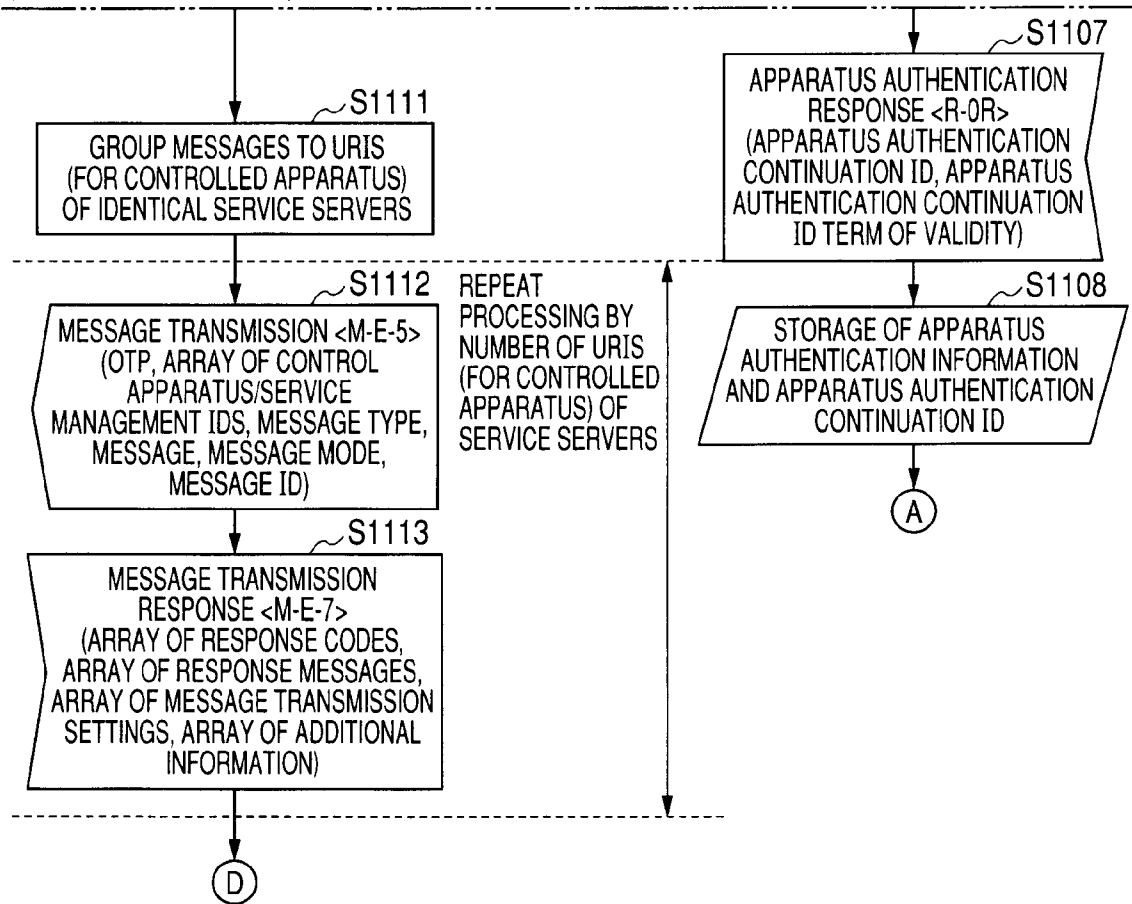 S1111
GROUP MESSAGES TO URIS
(FOR CONTROLLED APPARATUS)
OF IDENTICAL SERVICE SERVERS
S1112
MESSAGE TRANSMISSION <M-E-5>
(OTP, ARRAY OF CONTROL
APPARATUS/SERVICE
MANAGEMENT IDS, MESSAGE TYPE,
MESSAGE, MESSAGE MODE,
MESSAGE ID)
S1113
MESSAGE TRANSMISSION
RESPONSE <M-E-7>
(ARRAY OF RESPONSE CODES,
ARRAY OF RESPONSE MESSAGES,
ARRAY OF MESSAGE TRANSMISSION
SETTINGS, ARRAY OF ADDITIONAL
INFORMATION)
D
REPEAT
PROCESSING BY
NUMBER OF URIS
(FOR CONTROLLED
APPARATUS) OF
SERVICE SERVERS
S1107
APPARATUS AUTHENTICATION
RESPONSE <R-0R>
(APPARATUS AUTHENTICATION
CONTINUATION ID, APPARATUS
AUTHENTICATION CONTINUATION
ID TERM OF VALIDITY)
S1108
STORAGE OF APPARATUS
AUTHENTICATION INFORMATION
AND APPARATUS AUTHENTICATION
CONTINUATION ID
A